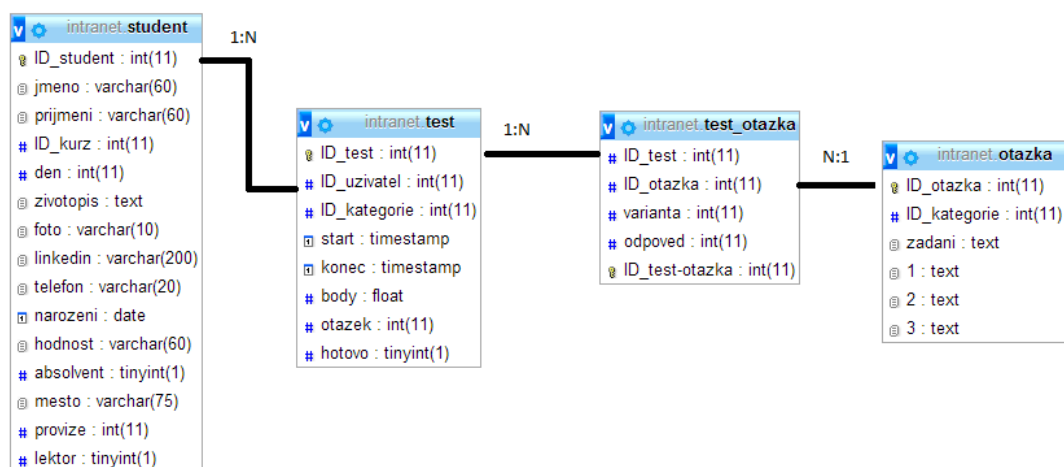 intranet.student
ID_student : int(11)
jmeno : varchar(60)
prijmeni : varchar(60)
ID_kurz : int(11)
den : int(11)
zivotopis : text
foto : varchar(10)
linkedin : varchar(200)
telefon : varchar(20)
narozeni : date
hodnost : varchar(60)
absolvent : tinyint(1)
mesto : varchar(75)
provize : int(11)
lektor : tinyint(1)
1:N
intranet.test
ID_test : int(11)
ID_uzivatel : int(11)
ID_kategorie : int(11)
start : timestamp
konec : timestamp
body : float
otazek : int(11)
hotovo : tinyint(1)
1:N
intranet.test_otazka
ID_test : int(11)
ID_otazka : int(11)
varianta : int(11)
odpoved : int(11)
ID_test-otazka : int(11)
N:1
intranet.otazka
ID_otazka : int(11)
ID_kategorie : int(11)
zadani : text
1 : text
2 : text
3 : text